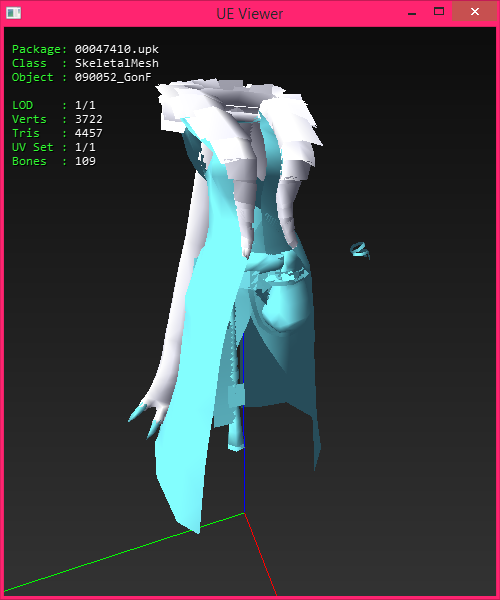 UE Viewer
Package: 00047410.upk
Class  : SkeletalMesh
Object : 090052_GonF
LOD    : 1/1
Verts  : 3722
Tris   : 4457
UV Set : 1/1
Bones  : 109